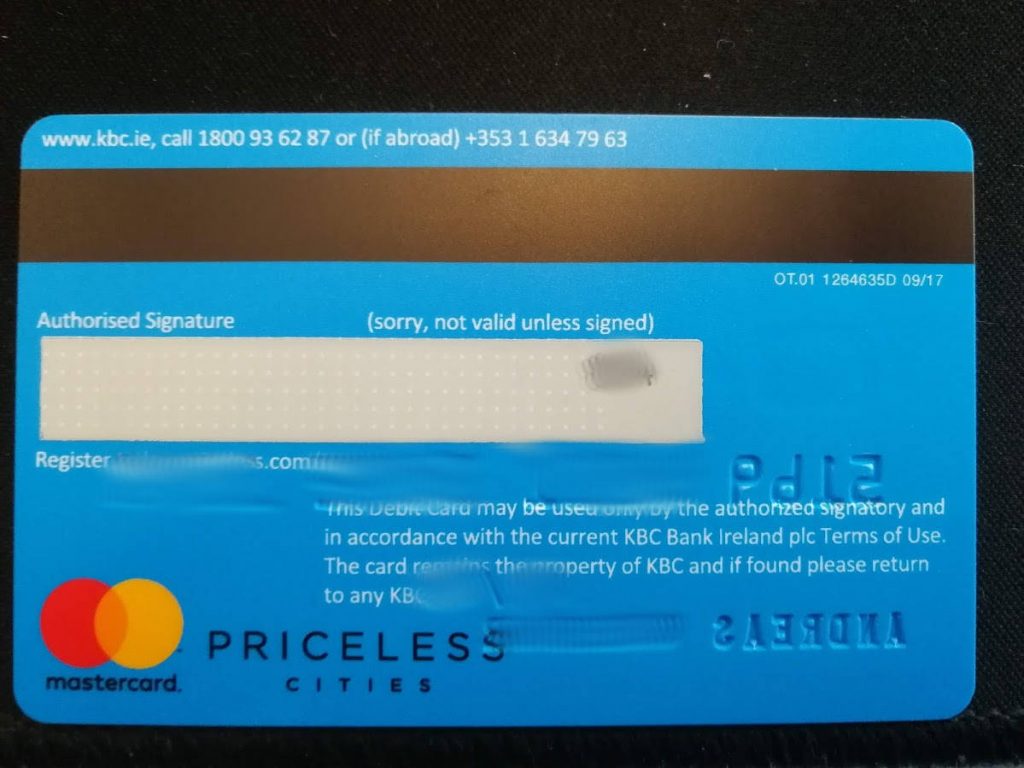 www.kbc.ie, call 1800 93 62 87 or (if abroad) +353 1 634 79 63
OT.01 1264635D 09/17
Authorised Signature
(sorry, not valid unless signed)
Register
This Debit Card may be used only by the authorized signatory and
in accordance with the current KBC Bank Ireland plc Terms of Use.
The card remains the property of KBC and if found please return
to any
ANDREAS
PRICELESS
CITIES
mastercard.